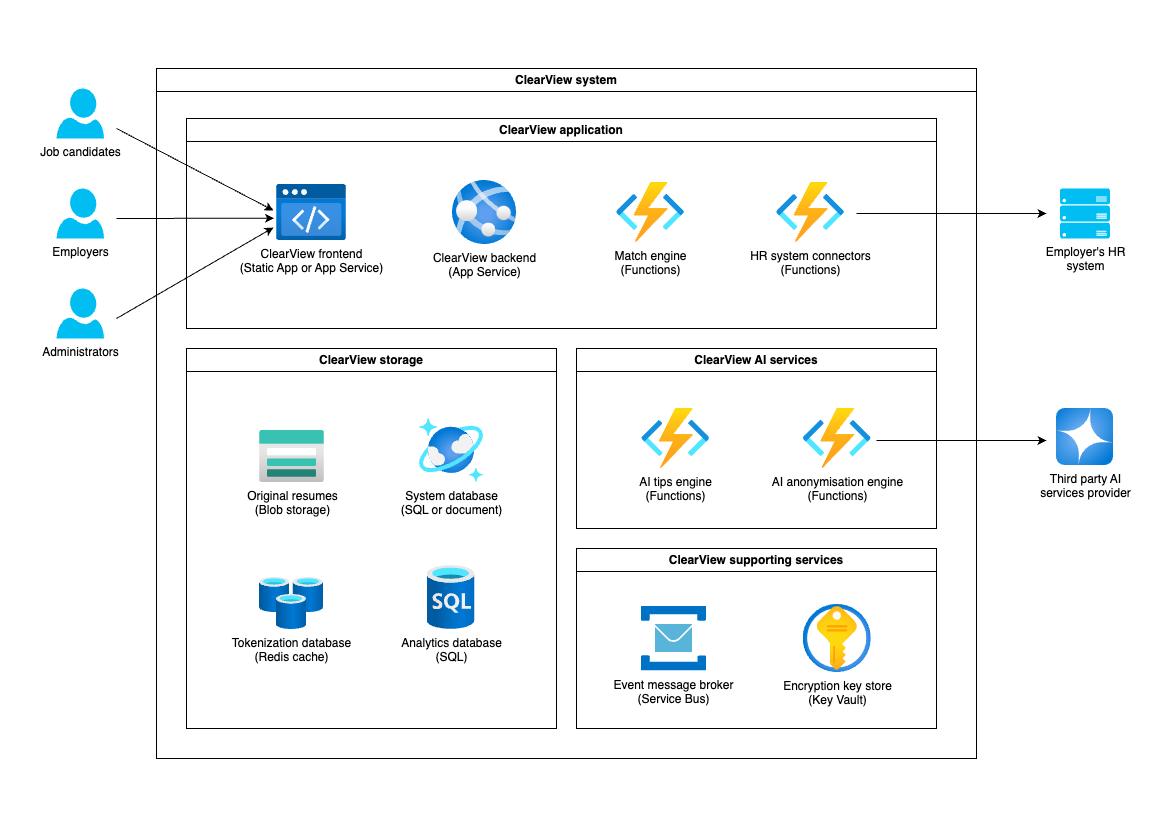 ClearView system
ClearView application
Job candidates
Employers
Administrators
ClearView frontend
(Static App or App Service)
ClearView backend
(App Service)
Match engine
(Functions)
HR system connectors
(Functions)
Employer's HR
system
ClearView storage
Original resumes
(Blob storage)
System database
(SQL or document)
Tokenization database
(Redis cache)
SQL
Analytics database
(SQL)
ClearView AI services
AI tips engine
(Functions)
AI anonymisation engine
(Functions)
Third party AI
services provider
ClearView supporting services
Event message broker
(Service Bus)
Encryption key store
(Key Vault)